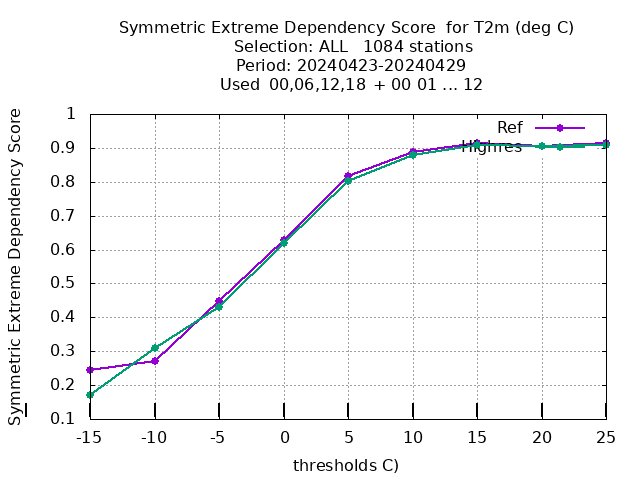 Symmetric Extreme Dependency Score for T2m (deg C)
Selection: ALL 1084 stations
Period: 20240423-20240429
Used 00,06,12,18 + 00 01 ... 12
Symmetric Extreme Dependency Score
1
0.9
0.8
0.7
0.6
0.5
0.4
0.3
0.2
0.1
Ref
Highres
-15 -10 -5 0 5 10 15 20 25
thresholds C)